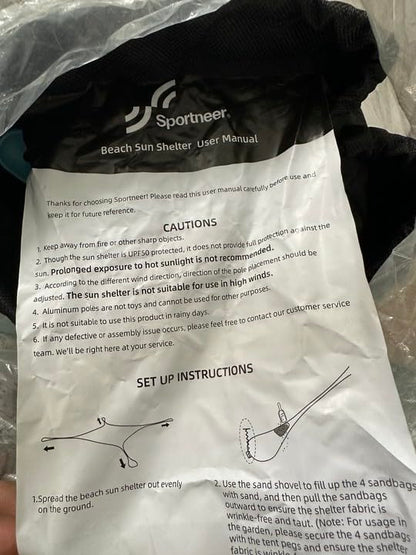 Sportneer®
Beach Sun Shelter User Manual
Thanks for choosing Sportneer! Please read this user manual carefully before use and
keep it for future reference.
CAUTIONS
1. Keep away from fire or other sharp objects.
2. Though the sun shelter is UPF50 protected, it does not provide full protection against the
sun. Prolonged exposure to hot sunlight is not recommended.
3. According to the different wind direction, direction of the pole placement should be
adjusted. The sun shelter is not suitable for use in high winds.
4. Aluminum poles are not toys and cannot be used for other purposes.
5. It is not suitable to use this product in rainy days.
6. If any defective or assembly issue occurs, please feel free to contact our customer service
team. We'll be right here at your service.
SET UP INSTRUCTIONS
1.Spread the beach sun shelter out evenly
on the ground.
2. Use the sand shovel to fill up the 4 sandbags
with sand, and then pull the sandbags
outward to ensure the shelter fabric is
wrinkle-free and taut. (Note: For usage in
the garden, please secure the 4 sandbags
with the tent pegs and ensure the shelter
fabric is